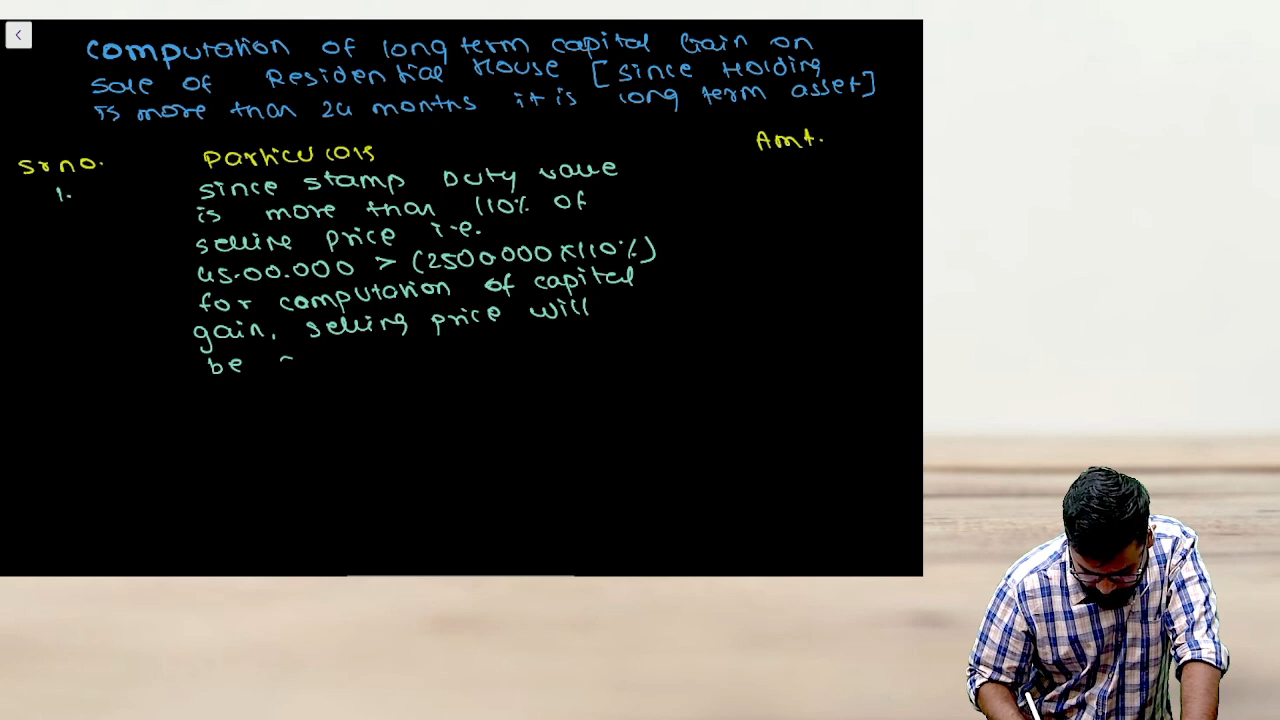 computation of long term capital Gain on
sale of Residential House [since Holding
is more than 24 months it is long term asset]
Sr no. Particulars Amt.
1. since stamp Duty value
is more than 110% of
selling price i.e.
45.00.000 > (2500.000 x 110%)
for computation of capital
gain, selling price will
be